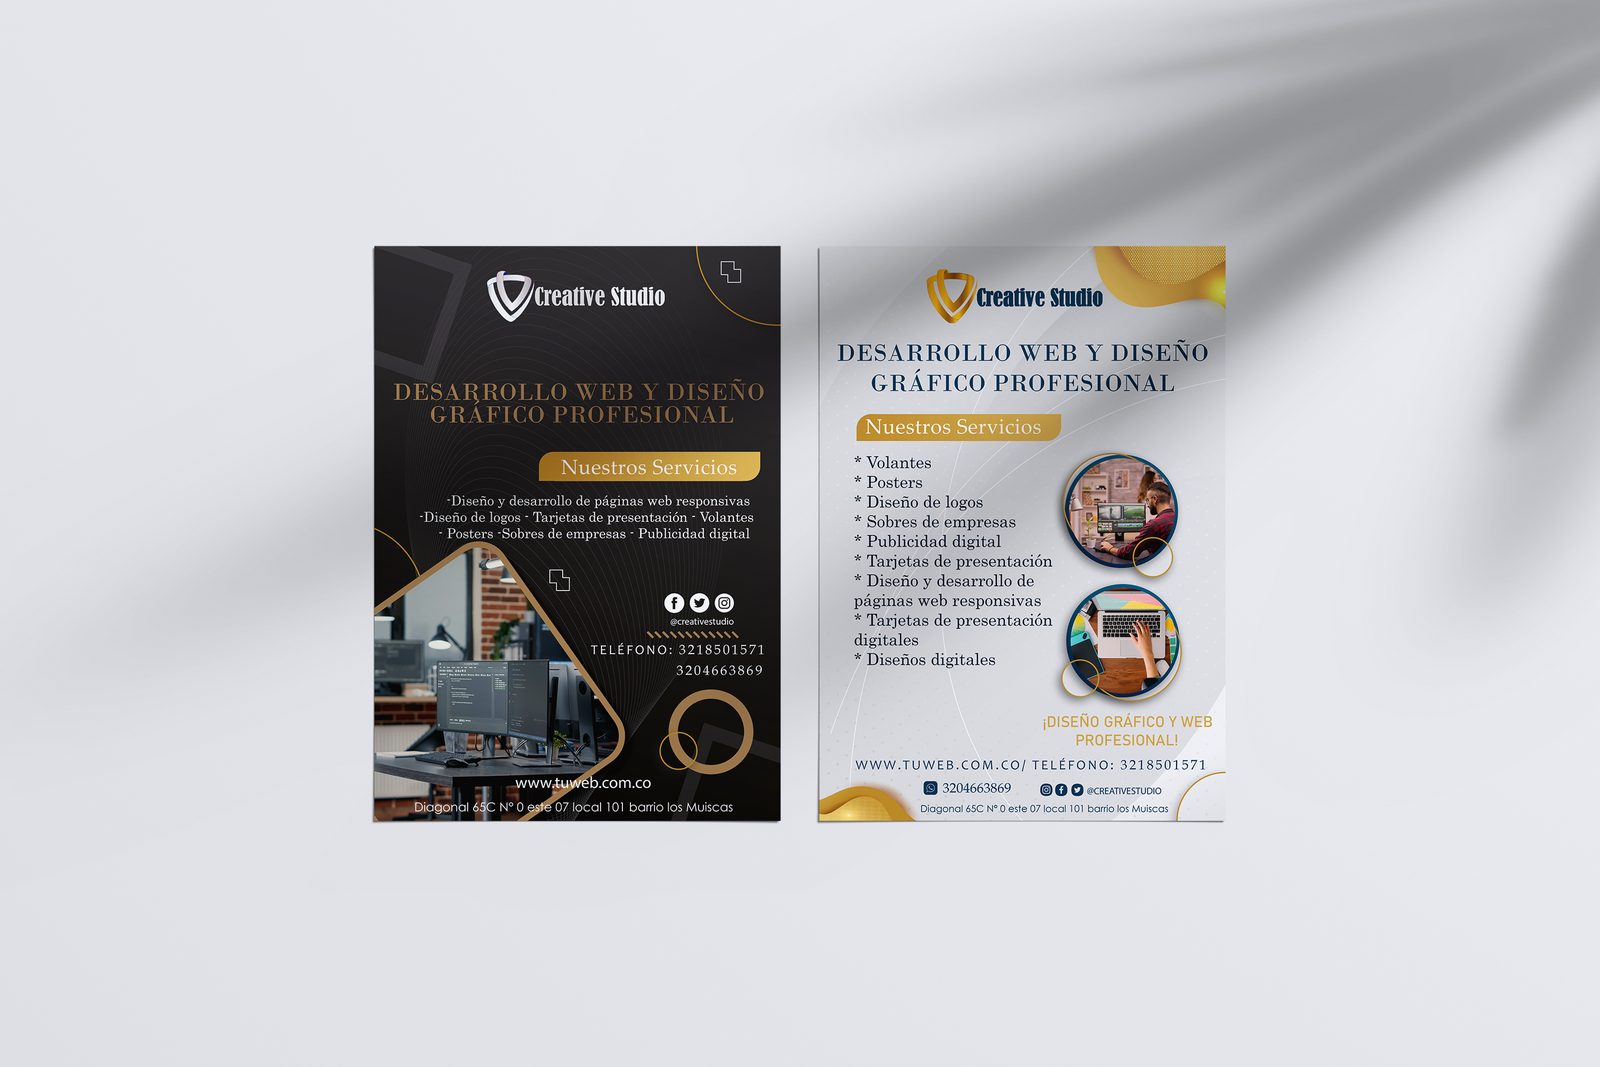 Creative Studio
DESARROLLO WEB Y DISEÑO
GRÁFICO PROFESIONAL
Nuestros Servicios
-Diseño y desarrollo de páginas web responsivas
-Diseño de logos - Tarjetas de presentación - Volantes
- Posters -Sobres de empresas - Publicidad digital
@creativestudio
TELÉFONO: 3218501571
3204663869
www.tuweb.com.co
Diagonal 65C Nº 0 este 07 local 101 barrio los Muiscas
Creative Studio
DESARROLLO WEB Y DISEÑO
GRÁFICO PROFESIONAL
Nuestros Servicios
* Volantes
* Posters
* Diseño de logos
* Sobres de empresas
* Publicidad digital
* Tarjetas de presentación
* Diseño y desarrollo de
páginas web responsivas
* Tarjetas de presentación
digitales
* Diseños digitales
¡DISEÑO GRÁFICO Y WEB
PROFESIONAL!
WWW.TUWEB.COM.CO/ TELÉFONO: 3218501571
3204663869 @CREATIVESTUDIO
Diagonal 65C Nº 0 este 07 local 101 barrio los Muiscas